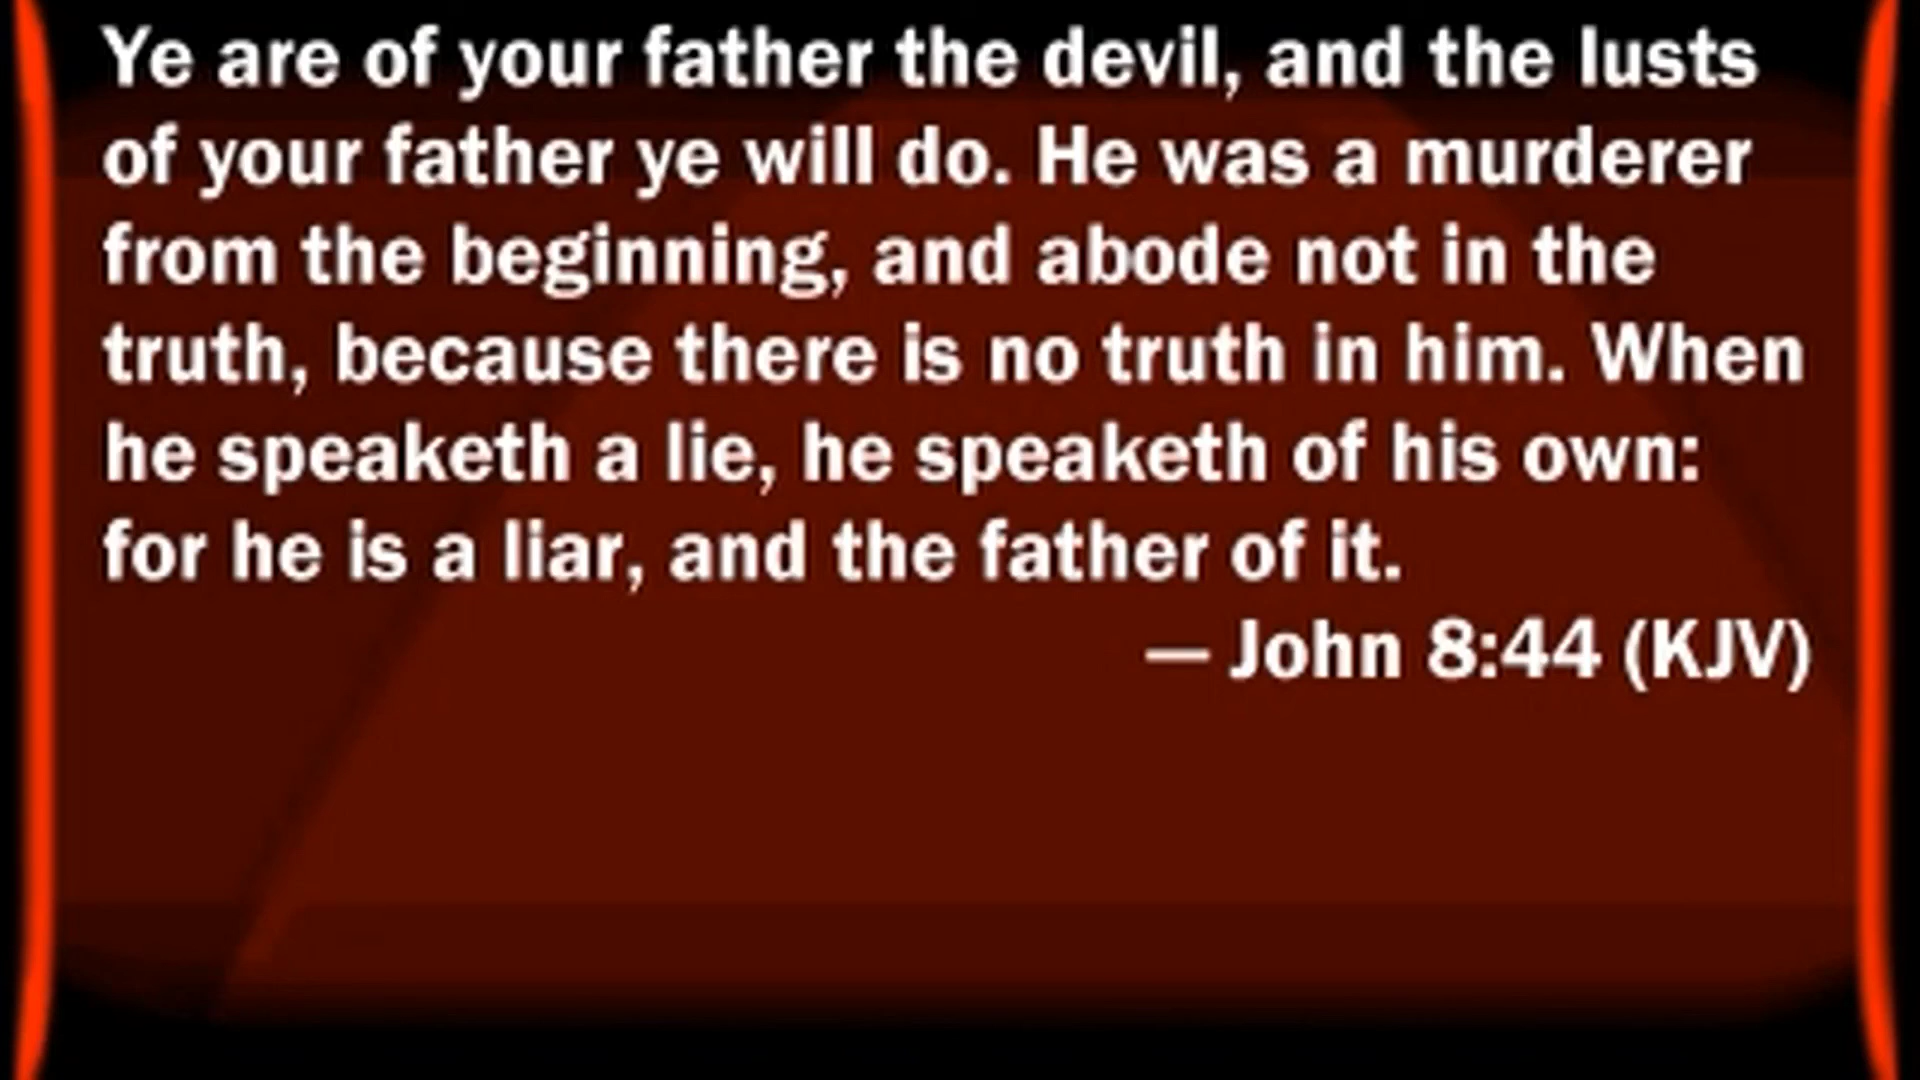 Ye are of your father the devil, and the lusts
of your father ye will do. He was a murderer
from the beginning, and abode not in the
truth, because there is no truth in him. When
he speaketh a lie, he speaketh of his own:
for he is a liar, and the father of it.
— John 8:44 (KJV)